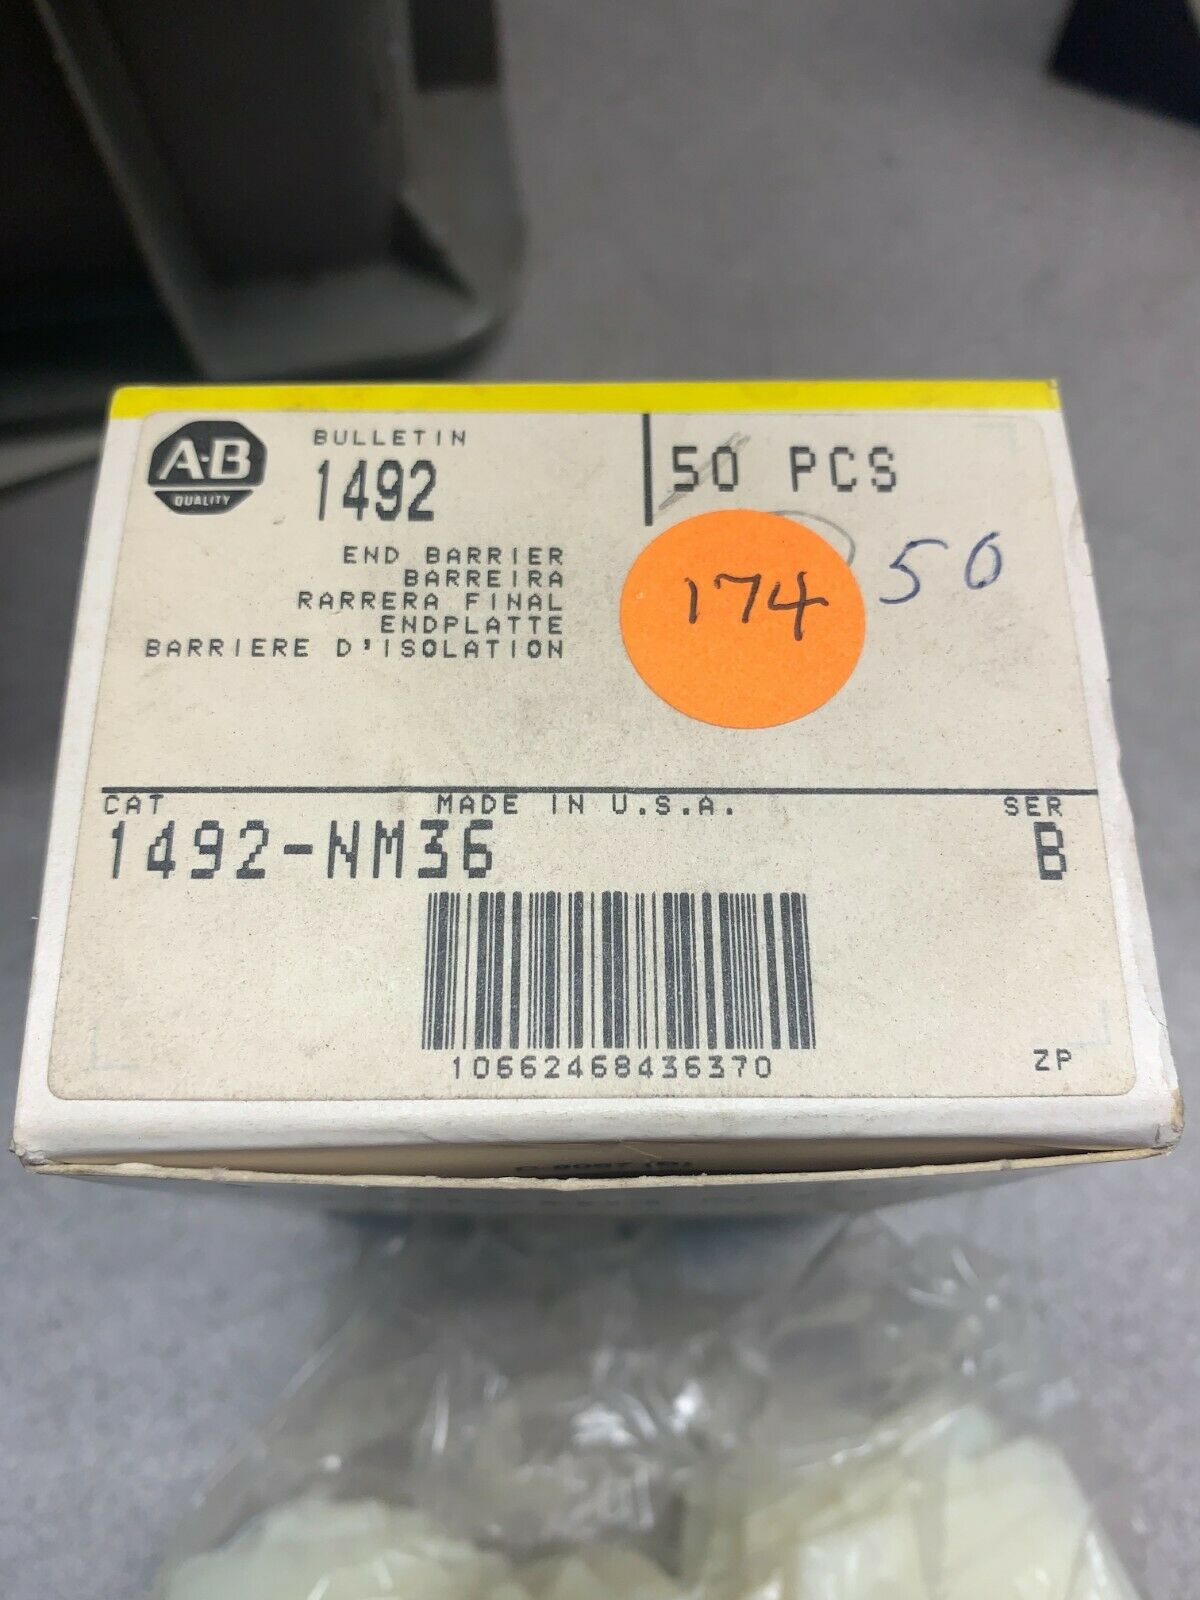 A-B
QUALITY
BULLETIN
1492
50 PCS
END BARRIER
BARREIRA
RARRERA FINAL
ENDPLATTE
BARRIERE D'ISOLATION
174
50
CAT
MADE IN U.S.A.
SER
1492-NM36
B
10662468436370
ZP